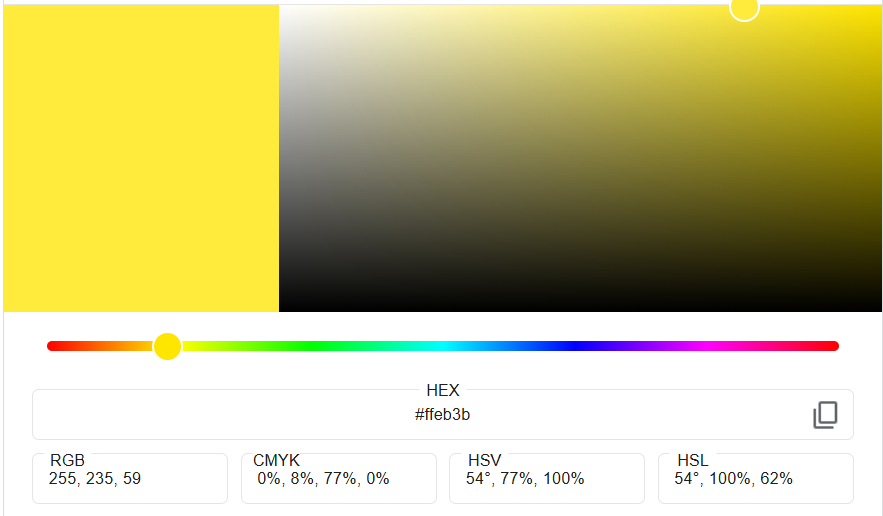 HEX
#ffeb3b
RGB
255, 235, 59
CMYK
0%, 8%, 77%, 0%
HSV
54°, 77%, 100%
HSL
54°, 100%, 62%